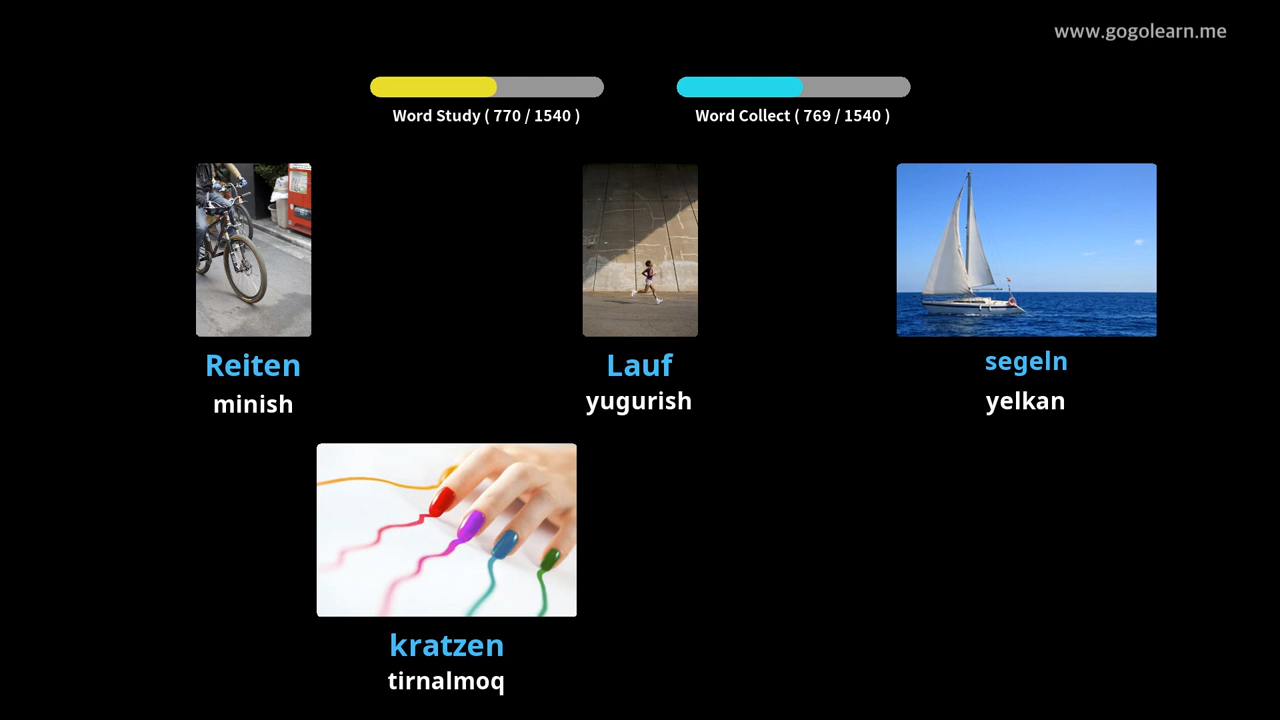 www.gogolearn.me
Word Study ( 770 / 1540 )
Word Collect ( 769 / 1540 )
Reiten
minish
Lauf
yugurish
segeln
yelkan
kratzen
tirnalmoq